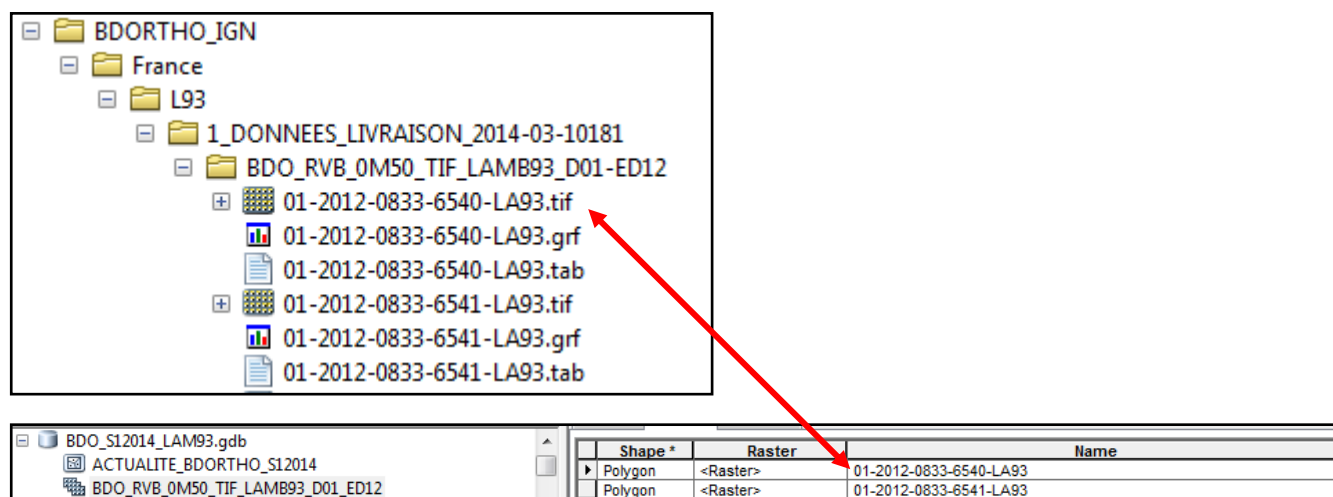 BDORTHO_IGN
France
L93
1_DONNEES_LIVRAISON_2014-03-10181
BDO_RVB_0M50_TIF_LAMB93_D01-ED12
01-2012-0833-6540-LA93.tif
01-2012-0833-6540-LA93.grf
01-2012-0833-6540-LA93.tab
01-2012-0833-6541-LA93.tif
01-2012-0833-6541-LA93.grf
01-2012-0833-6541-LA93.tab
BDO_S12014_LAM93.gdb
ACTUALITE_BDORTHO_S12014
BDO_RVB_0M50_TIF_LAMB93_D01_ED12
Shape * Raster Name
Polygon <Raster> 01-2012-0833-6540-LA93
Polygon <Raster> 01-2012-0833-6541-LA93